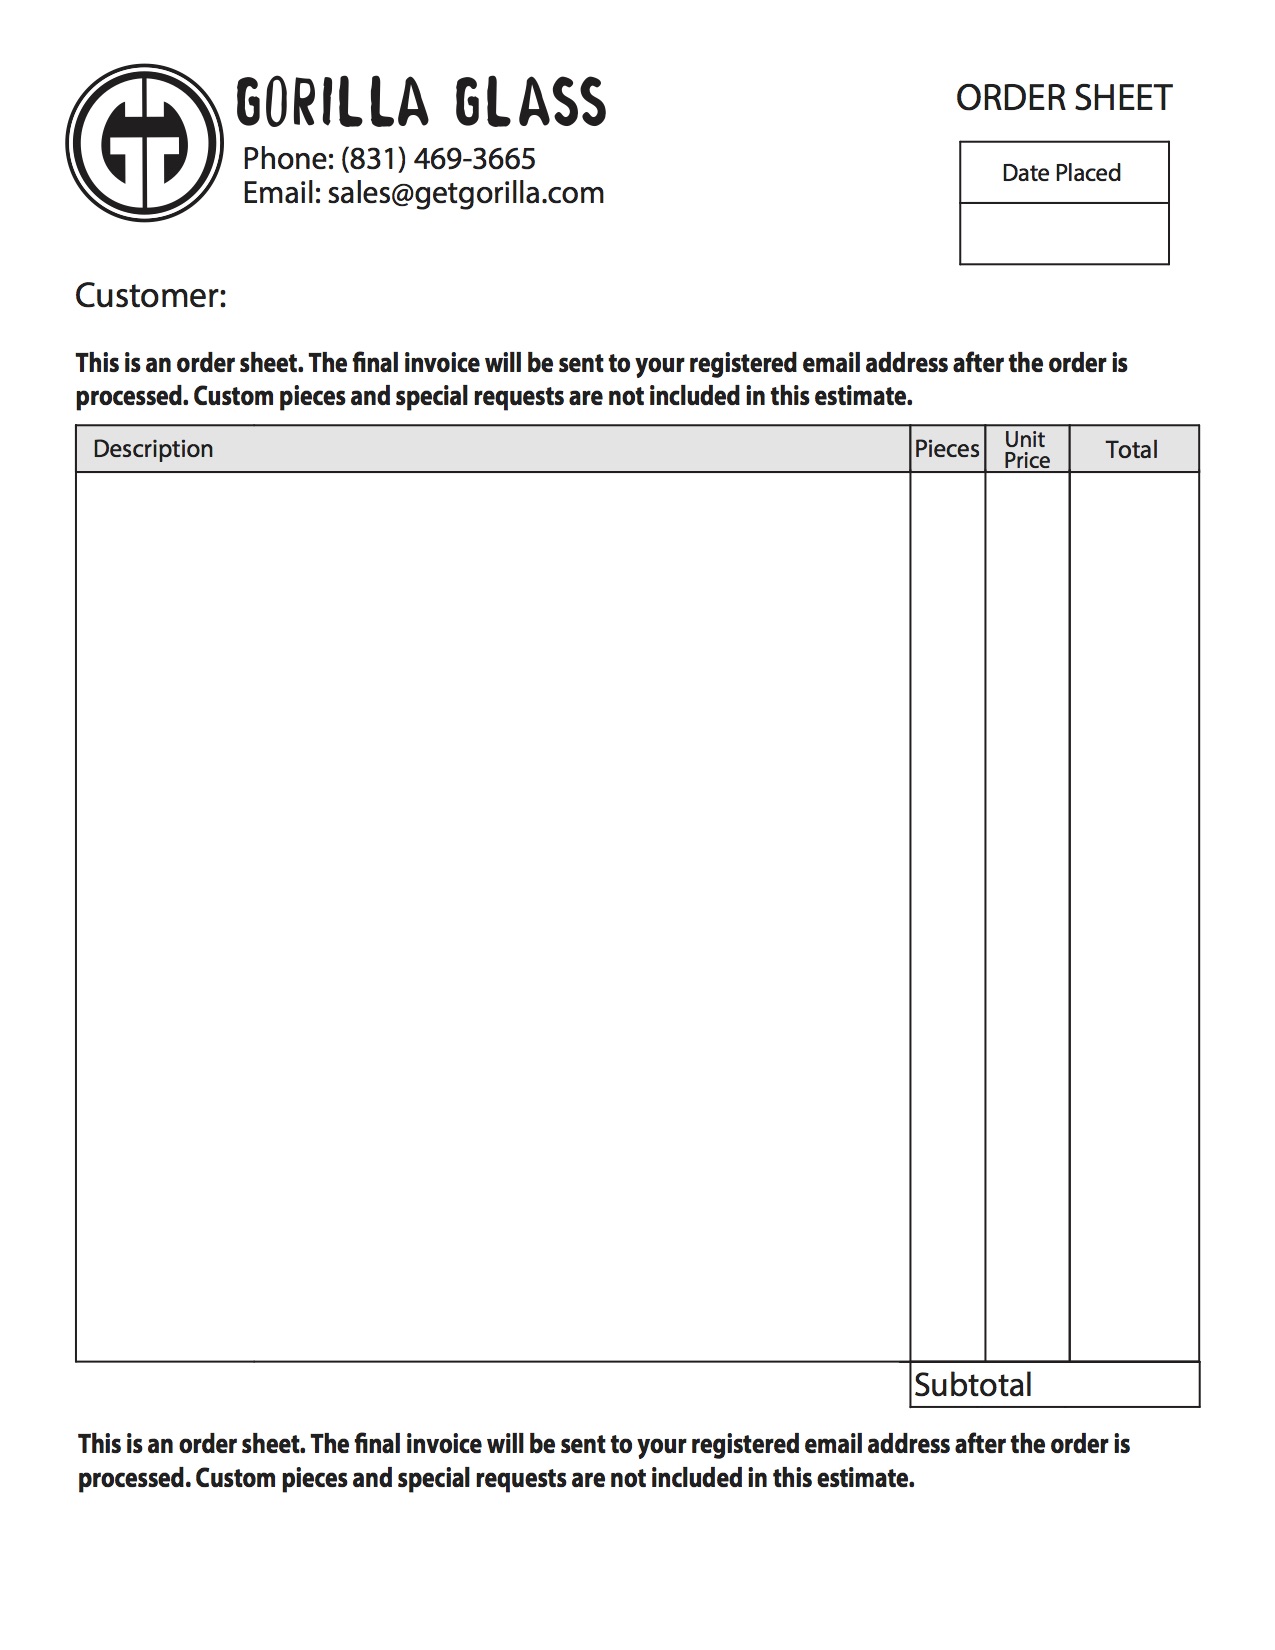 GORILLA GLASS
Phone: (831) 469-3665
Email: sales@getgorilla.com
ORDER SHEET
Date Placed
Customer:
This is an order sheet. The final invoice will be sent to your registered email address after the order is
processed. Custom pieces and special requests are not included in this estimate.
Description Pieces Unit Price Total
Subtotal
This is an order sheet. The final invoice will be sent to your registered email address after the order is
processed. Custom pieces and special requests are not included in this estimate.